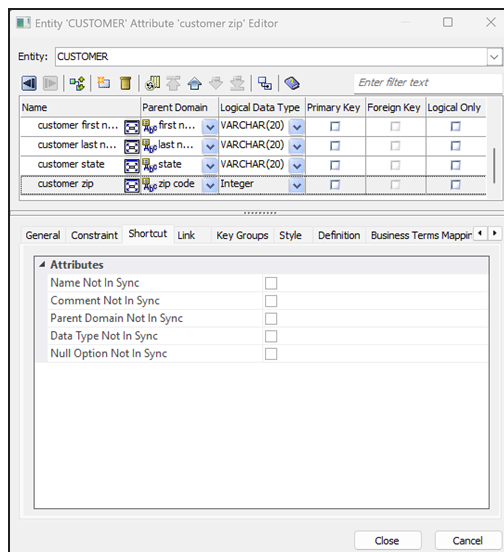 Entity 'CUSTOMER' Attribute 'customer zip' Editor
Entity: CUSTOMER
Enter filter text
Name Parent Domain Logical Data Type Primary Key Foreign Key Logical Only
customer first n... Abc first n... VARCHAR(20)
customer last n... Abc last n... VARCHAR(20)
customer state Abc state VARCHAR(20)
customer zip Abc zip code Integer
General Constraint Shortcut Link Key Groups Style Definition Business Terms Mappin
Attributes
Name Not In Sync
Comment Not In Sync
Parent Domain Not In Sync
Data Type Not In Sync
Null Option Not In Sync
Close Cancel